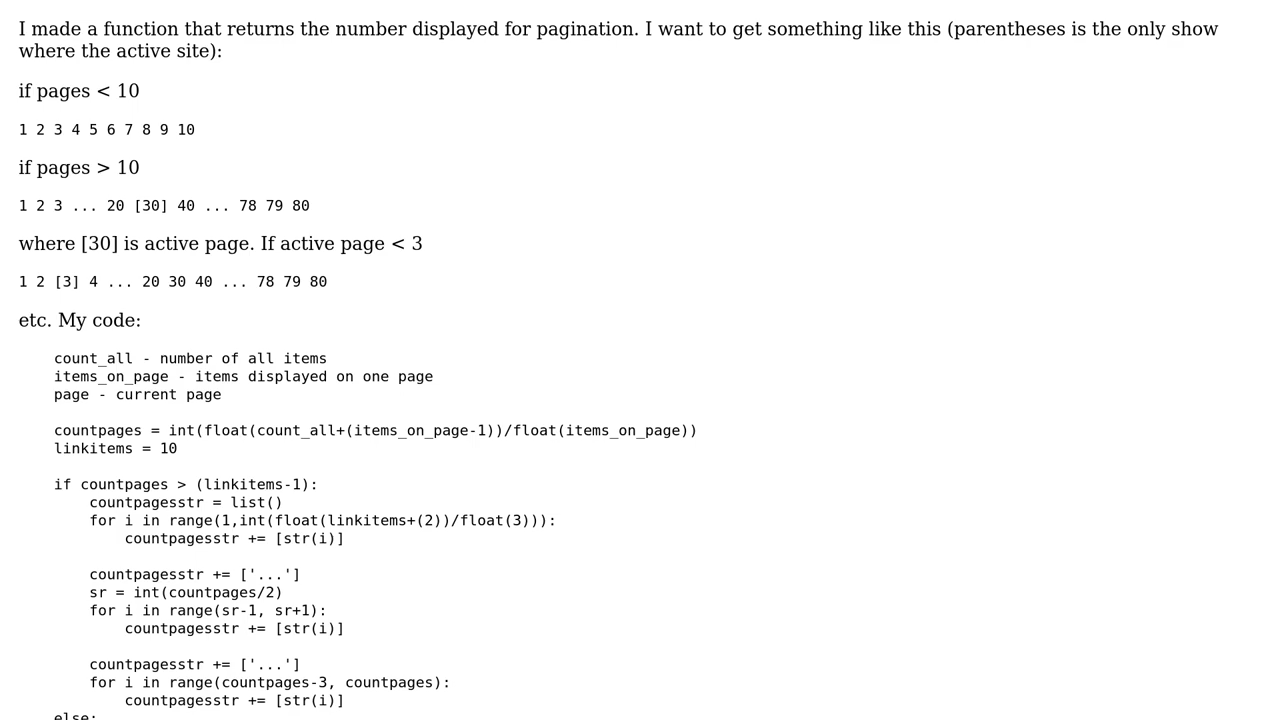 I made a function that returns the number displayed for pagination. I want to get something like this (parentheses is the only show
where the active site):
if pages < 10
1 2 3 4 5 6 7 8 9 10
if pages > 10
1 2 3 ... 20 [30] 40 ... 78 79 80
where [30] is active page. If active page < 3
1 2 [3] 4 ... 20 30 40 ... 78 79 80
etc. My code:
    count_all - number of all items
    items_on_page - items displayed on one page
    page - current page

    countpages = int(float(count_all+(items_on_page-1))/float(items_on_page))
    linkitems = 10

    if countpages > (linkitems-1):
        countpagesstr = list()
        for i in range(1,int(float(linkitems+(2))/float(3))):
            countpagesstr += [str(i)]

        countpagesstr += ['...']
        sr = int(countpages/2)
        for i in range(sr-1, sr+1):
            countpagesstr += [str(i)]

        countpagesstr += ['...']
        for i in range(countpages-3, countpages):
            countpagesstr += [str(i)]
    else: